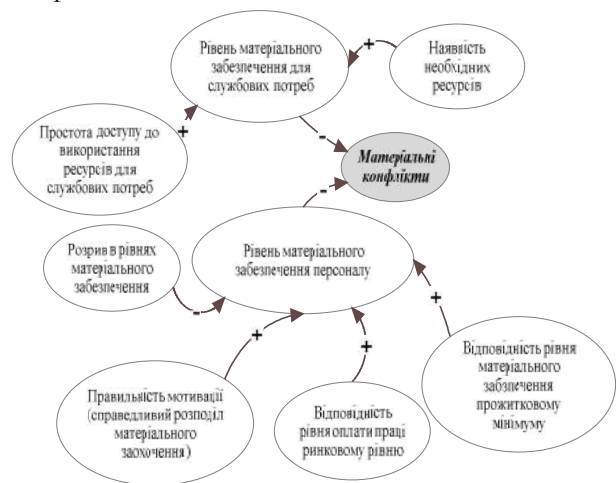 Рівень матеріального
забезпечення для
службових потреб
+
Наявність
необхідних
ресурсів
Простота доступу до
використання
ресурсів для
службових потреб
+
-
Матеріальні
конфлікти
-
Рівень матеріального
забезпечення персоналу
Розрив в рівнях
матеріального
забезпечення
-
+
+
+
Правильність мотивації
(справедливий розподіл
матеріального
заохочення)
Відповідність
рівня оплати праці
ринковому рівню
Відповідність рівня
матеріального
забзпечення
прожитковому
мінімуму